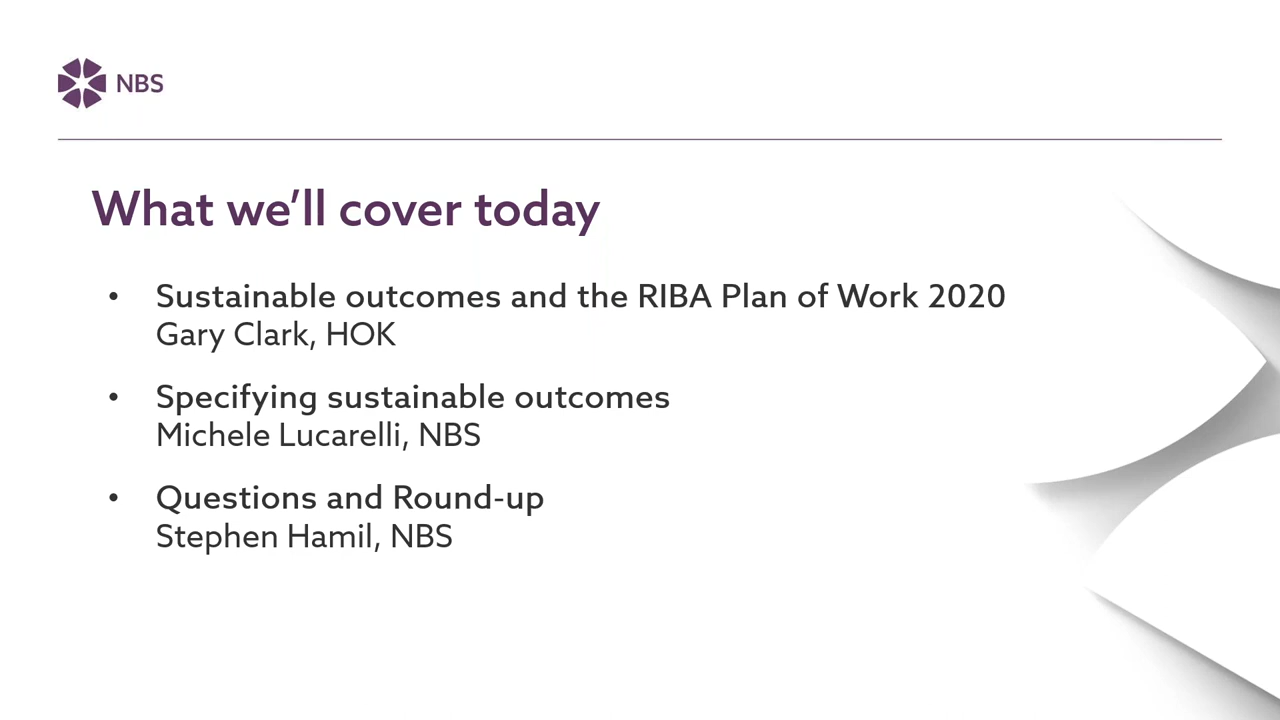 NBS
What we’ll cover today
• Sustainable outcomes and the RIBA Plan of Work 2020
Gary Clark, HOK
• Specifying sustainable outcomes
Michele Lucarelli, NBS
• Questions and Round-up
Stephen Hamil, NBS